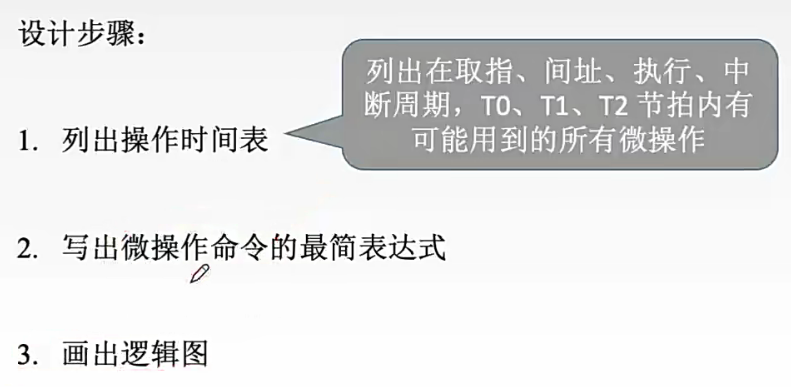 设计步骤：
列出在取指、间址、执行、中
断周期，T0、T1、T2 节拍内有
可能用到的所有微操作
1. 列出操作时间表
2. 写出微操作命令的最简表达式
3. 画出逻辑图